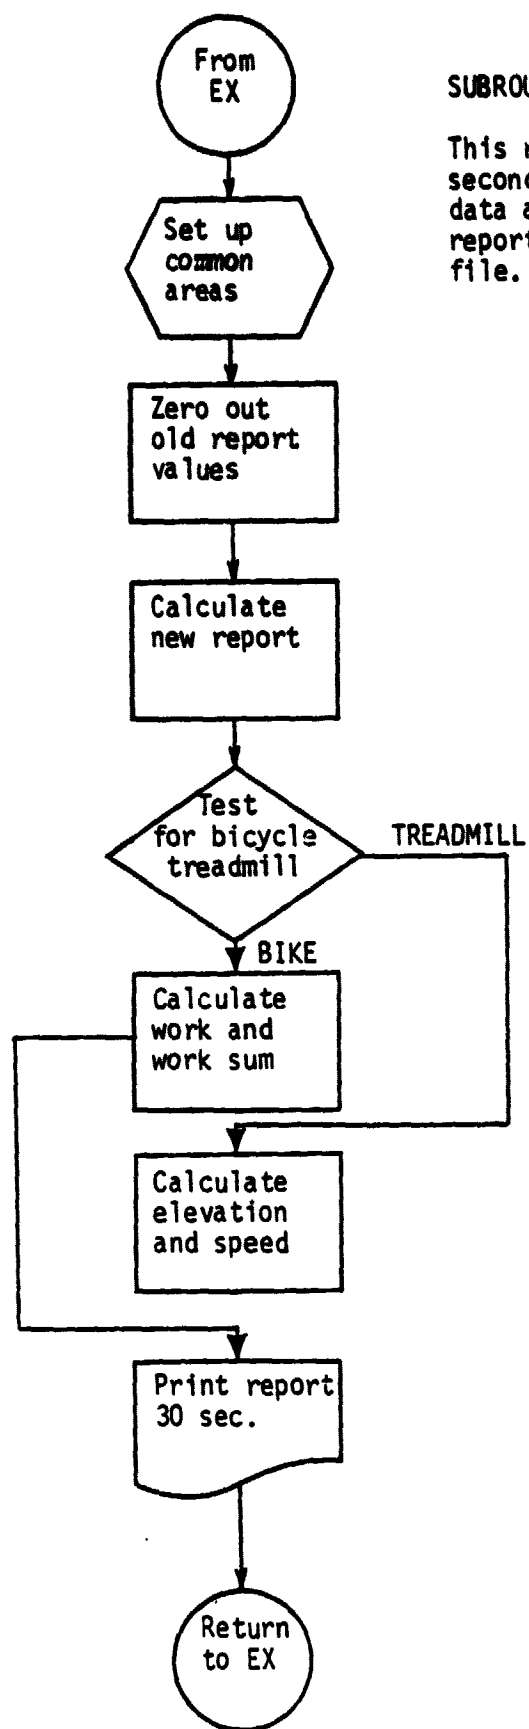 From
EX
SUBROU
This
second
data a
report
file.
Set up
common
areas
Zero out
old report
values
Calculate
new report
Test
for bicycle
treadmill
TREADMILL
BIKE
Calculate
work and
work sum
Calculate
elevation
and speed
Print report
30 sec.
Return
to EX